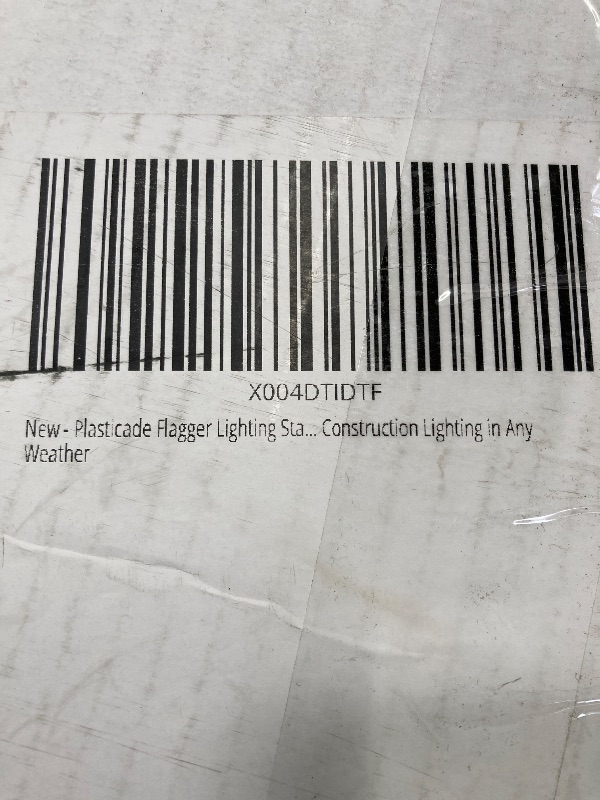 X004DTIDTF
New - Plasticade Flagger Lighting Sta... Construction Lighting in Any
Weather